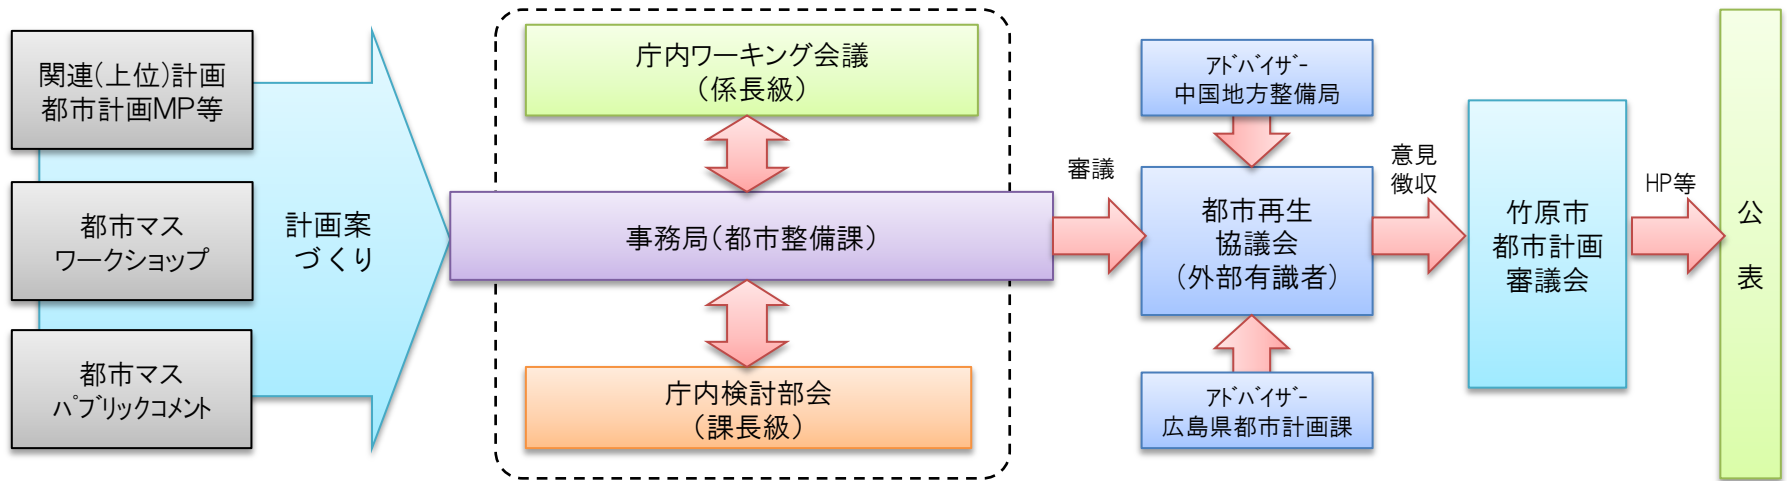 関連(上位)計画
都市計画MP等
都市マス
ワークショップ
都市マス
ﾊﾟﾌﾞﾘｯｸｺﾒﾝﾄ
計画案
づくり
庁内ワーキング会議
(係長級)
事務局(都市整備課)
庁内検討部会
(課長級)
審議
ｱﾄﾞﾊﾞｲｻﾞｰ
中国地方整備局
都市再生
協議会
(外部有識者)
ｱﾄﾞﾊﾞｲｻﾞｰ
広島県都市計画課
意見
徴収
竹原市
都市計画
審議会
HP等
公
表